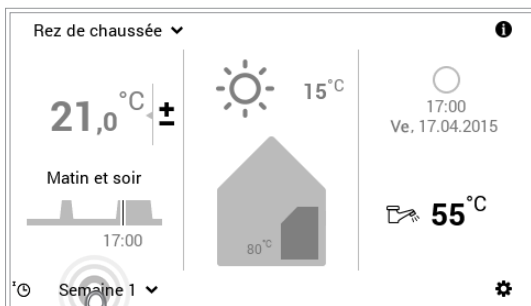 Rez de chaussée
21,0 °C ±
15°C
17:00
Ve, 17.04.2015
Matin et soir
17:00
80°C
55°C
Semaine 1